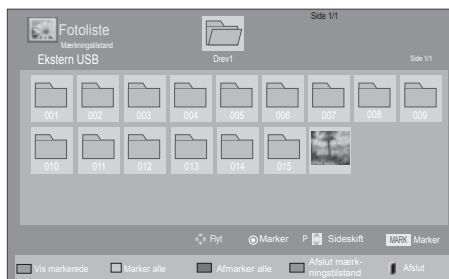 Side 1/1
Fotoliste
Mærkningstilstand
Ekstern USB
Drev1
Side 1/1
001 002 003 004 005 006 007 008 009
010 011 012 013 014 015
Flyt Marker P Sideskift MARK Marker
Vis markerede Marker alle Afmarker alle Afslut mærk-
ningstilstand Afslut